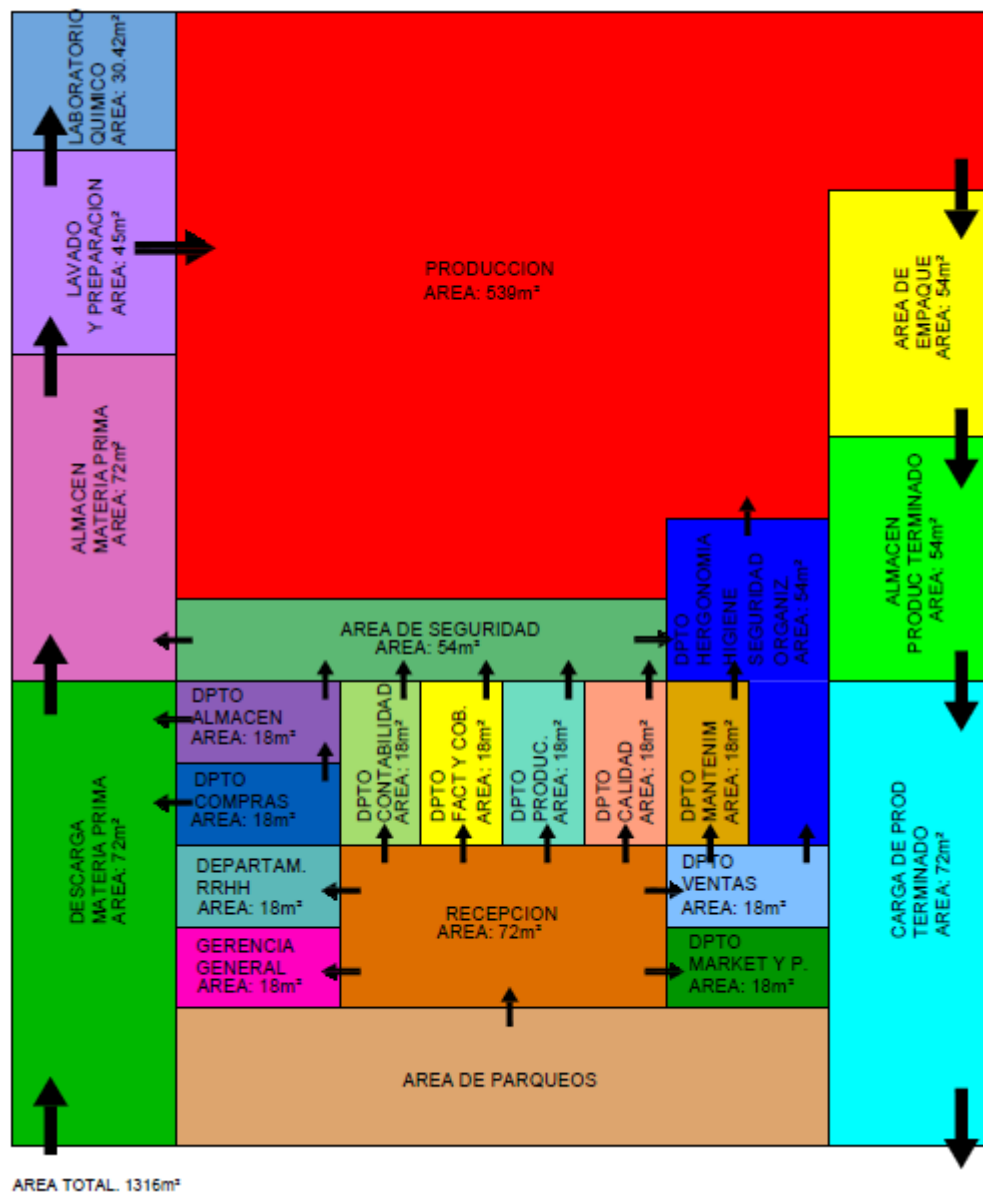 LABORATORIO
QUIMICO
AREA: 30.42m²
LAVADO
Y PREPARACION
AREA: 45m²
PRODUCCION
AREA: 539m²
AREA DE
EMPAQUE
AREA: 54m²
ALMACEN
MATERIA PRIMA
AREA: 72m²
ALMACEN
PRODUC TERMINADO
AREA: 54m²
AREA DE SEGURIDAD
AREA: 54m²
DPTO
HERGONOMIA
HIGIENE
SEGURIDAD
ORGANIZ.
AREA: 54m²
DESCARGA
MATERIA PRIMA
AREA: 72m²
DPTO
ALMACEN
AREA: 18m²
DPTO
COMPRAS
AREA: 18m²
DPTO
CONTABILIDAD
AREA: 18m²
DPTO
FACT Y COB.
AREA: 18m²
DPTO
PRODUC.
AREA: 18m²
DPTO
CALIDAD
AREA: 18m²
DPTO
MANTENIM
AREA: 18m²
DEPARTAM.
RRHH
AREA: 18m²
RECEPCION
AREA: 72m²
DPTO
VENTAS
AREA: 18m²
CARGA DE PROD
TERMINADO
AREA: 72m²
GERENCIA
GENERAL
AREA: 18m²
DPTO
MARKET Y P.
AREA: 18m²
AREA DE PARQUEOS
AREA TOTAL. 1316m²